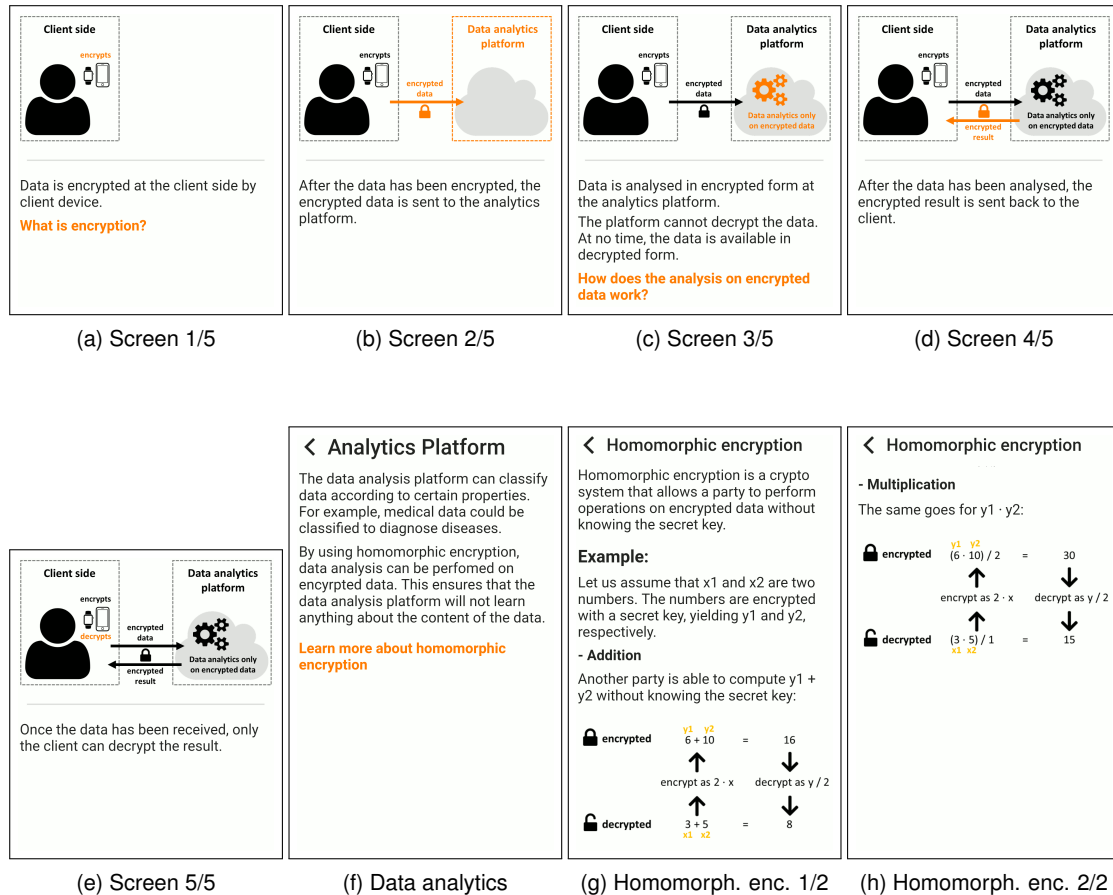 Client side
encrypts
Data is encrypted at the client side by
client device.
What is encryption?
(a) Screen 1/5
Client side
Data analytics
platform
encrypts
encrypted
data
After the data has been encrypted, the
encrypted data is sent to the analytics
platform.
(b) Screen 2/5
Client side
Data analytics
platform
encrypts
encrypted
data
Data analytics only
on encrypted data
Data is analysed in encrypted form at
the analytics platform.
The platform cannot decrypt the data.
At no time, the data is available in
decrypted form.
How does the analysis on encrypted
data work?
(c) Screen 3/5
Client side
Data analytics
platform
encrypts
encrypted
data
encrypted
result
Data analytics only
on encrypted data
After the data has been analysed, the
encrypted result is sent back to the
client.
(d) Screen 4/5
Client side
Data analytics
platform
encrypts
decrypts
encrypted
data
encrypted
result
Data analytics only
on encrypted data
Once the data has been received, only
the client can decrypt the result.
(e) Screen 5/5
Analytics Platform
The data analysis platform can classify
data according to certain properties.
For example, medical data could be
classified to diagnose diseases.
By using homomorphic encryption,
data analysis can be perfomed on
encyrpted data. This ensures that the
data analysis platform will not learn
anything about the content of the data.
Learn more about homomorphic
encryption
(f) Data analytics
Homomorphic encryption
Homomorphic encryption is a crypto
system that allows a party to perform
operations on encrypted data without
knowing the secret key.
Example:
Let us assume that x1 and x2 are two
numbers. The numbers are encrypted
with a secret key, yielding y1 and y2,
respectively.
- Addition
Another party is able to compute y1 +
y2 without knowing the secret key:
y1 y2
encrypted 6 + 10 = 16
encrypt as 2 · x decrypt as y / 2
decrypted 3 + 5 = 8
x1 x2
(g) Homomorph. enc. 1/2
Homomorphic encryption
- Multiplication
The same goes for y1 · y2:
y1 y2
encrypted (6 · 10) / 2 = 30
encrypt as 2 · x decrypt as y / 2
decrypted (3 · 5) / 1 = 15
x1 x2
(h) Homomorph. enc. 2/2